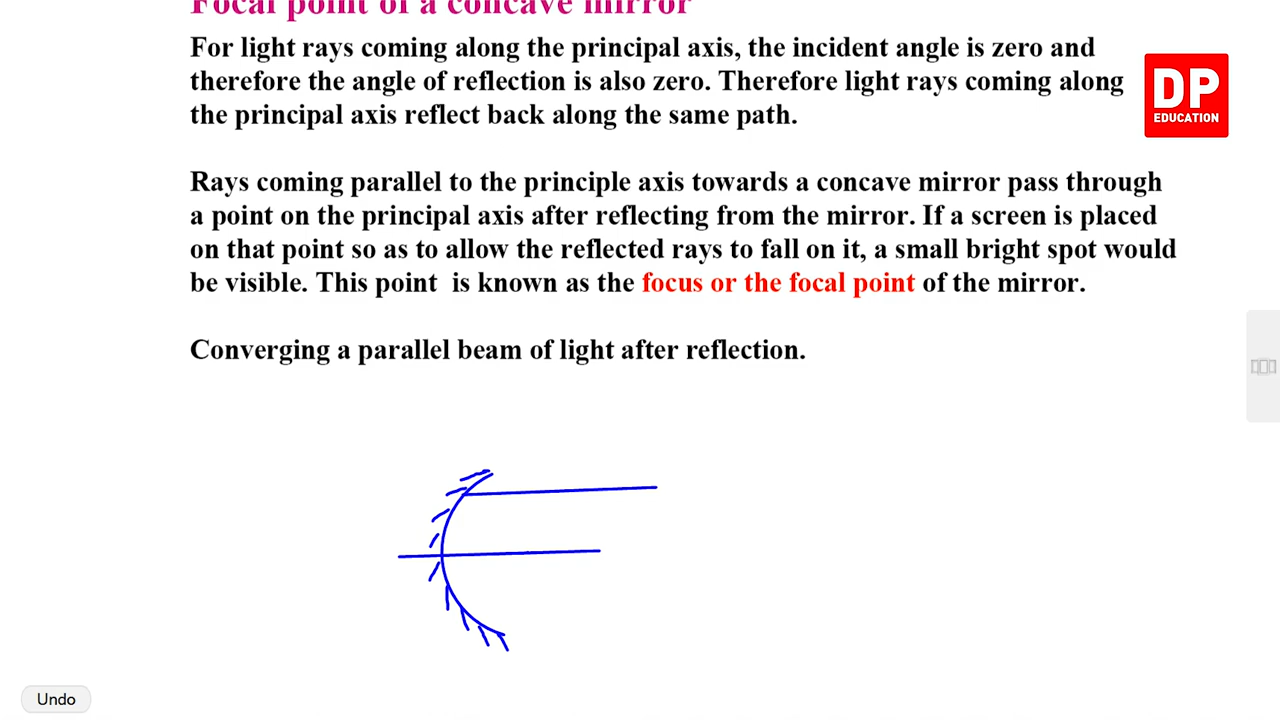 Focal point of a concave mirror
For light rays coming along the principal axis, the incident angle is zero and
therefore the angle of reflection is also zero. Therefore light rays coming along
the principal axis reflect back along the same path.
DP
EDUCATION
Rays coming parallel to the principle axis towards a concave mirror pass through
a point on the principal axis after reflecting from the mirror. If a screen is placed
on that point so as to allow the reflected rays to fall on it, a small bright spot would
be visible. This point  is known as the focus or the focal point of the mirror.
Converging a parallel beam of light after reflection.
Undo